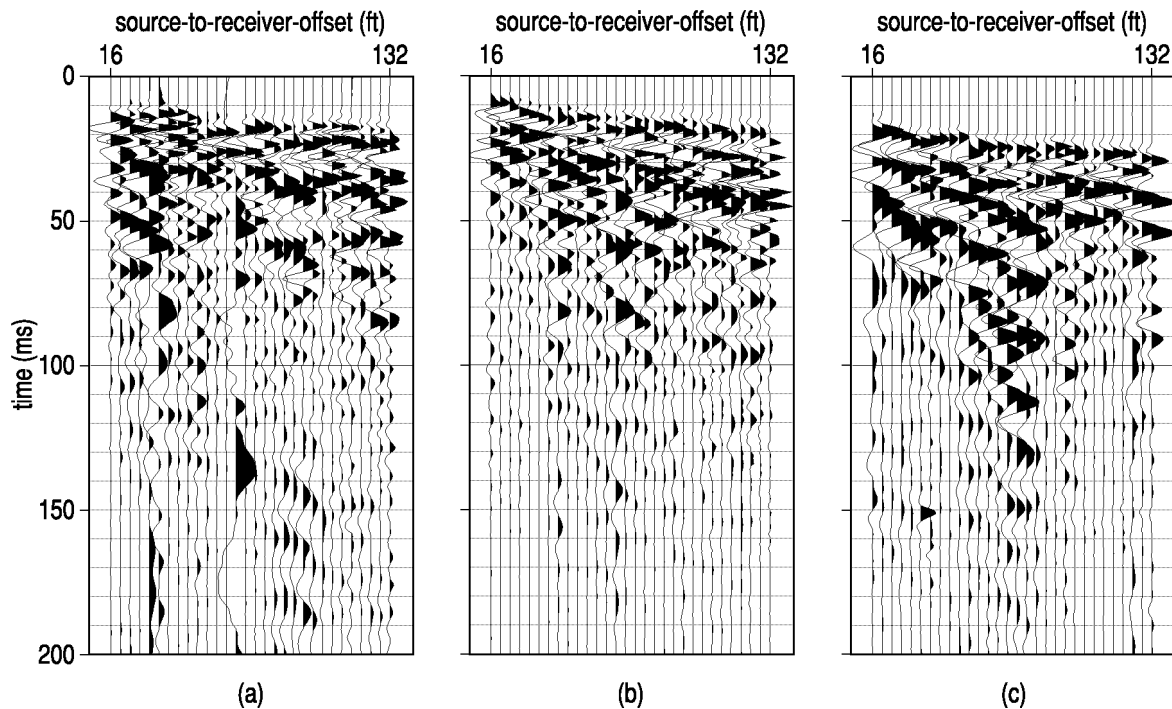 source-to-receiver-offset (ft)
source-to-receiver-offset (ft)
source-to-receiver-offset (ft)
16 132
16 132
16 132
0
50
100
150
200
time (ms)
(a)
(b)
(c)